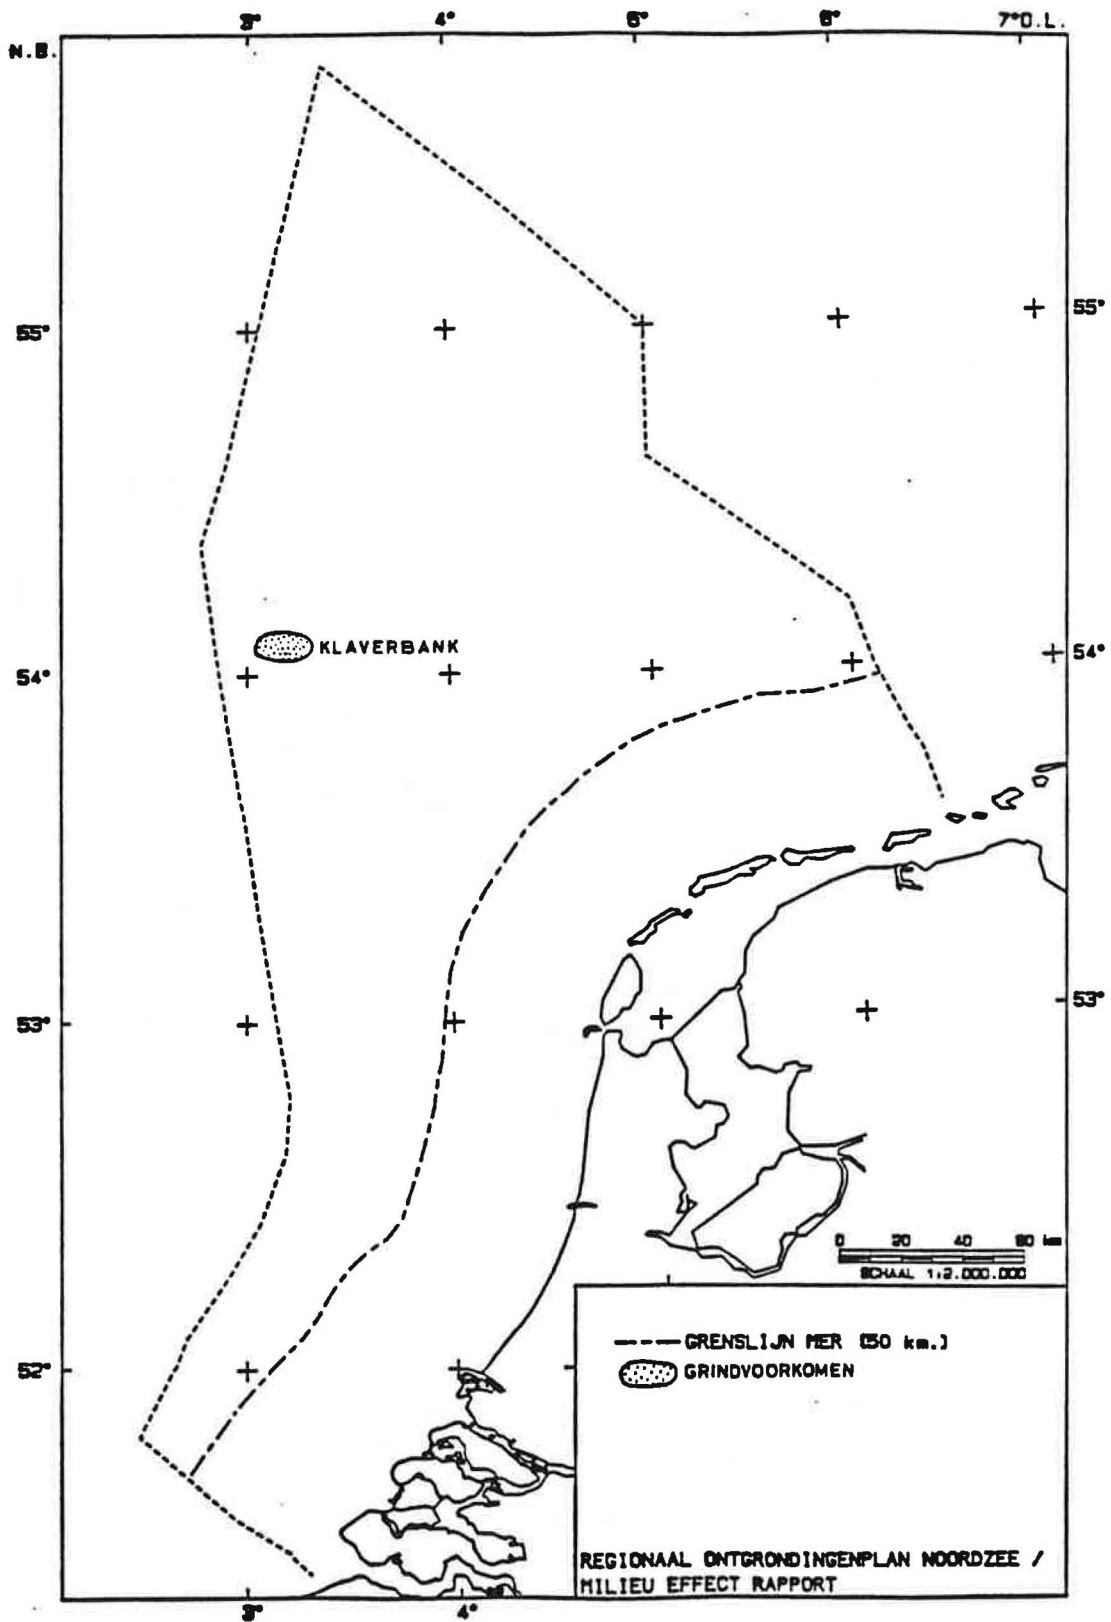 3° 4° 5° 6° 7° O.L.
N.B.
55° 55°
KLAVERBANK
54° 54°
53° 53°
0 20 40 60 km
SCHAAL 1:2.000.000
GRENSLIJN MER (50 km.)
52°
GRINDVOORKOMEN
REGIONAAL ONTGRONDINGENPLAN NOORDZEE /
MILIEU EFFECT RAPPORT
3° 4°